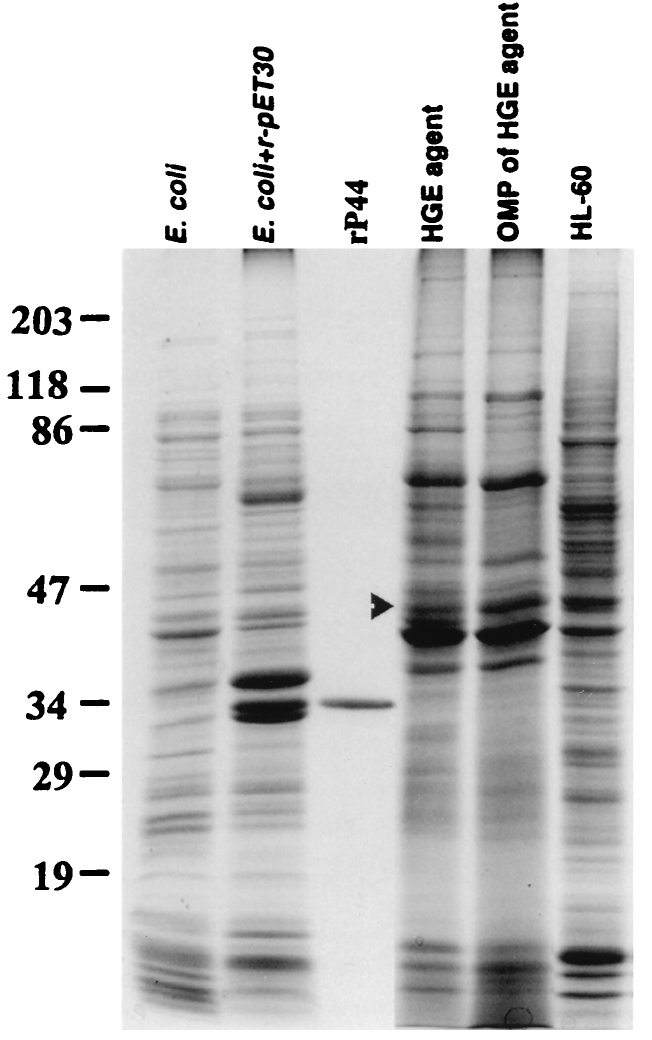 E. coli
E. coli+r-pET30
rP44
HGE agent
OMP of HGE agent
HL-60
203
118
86
47
34
29
19